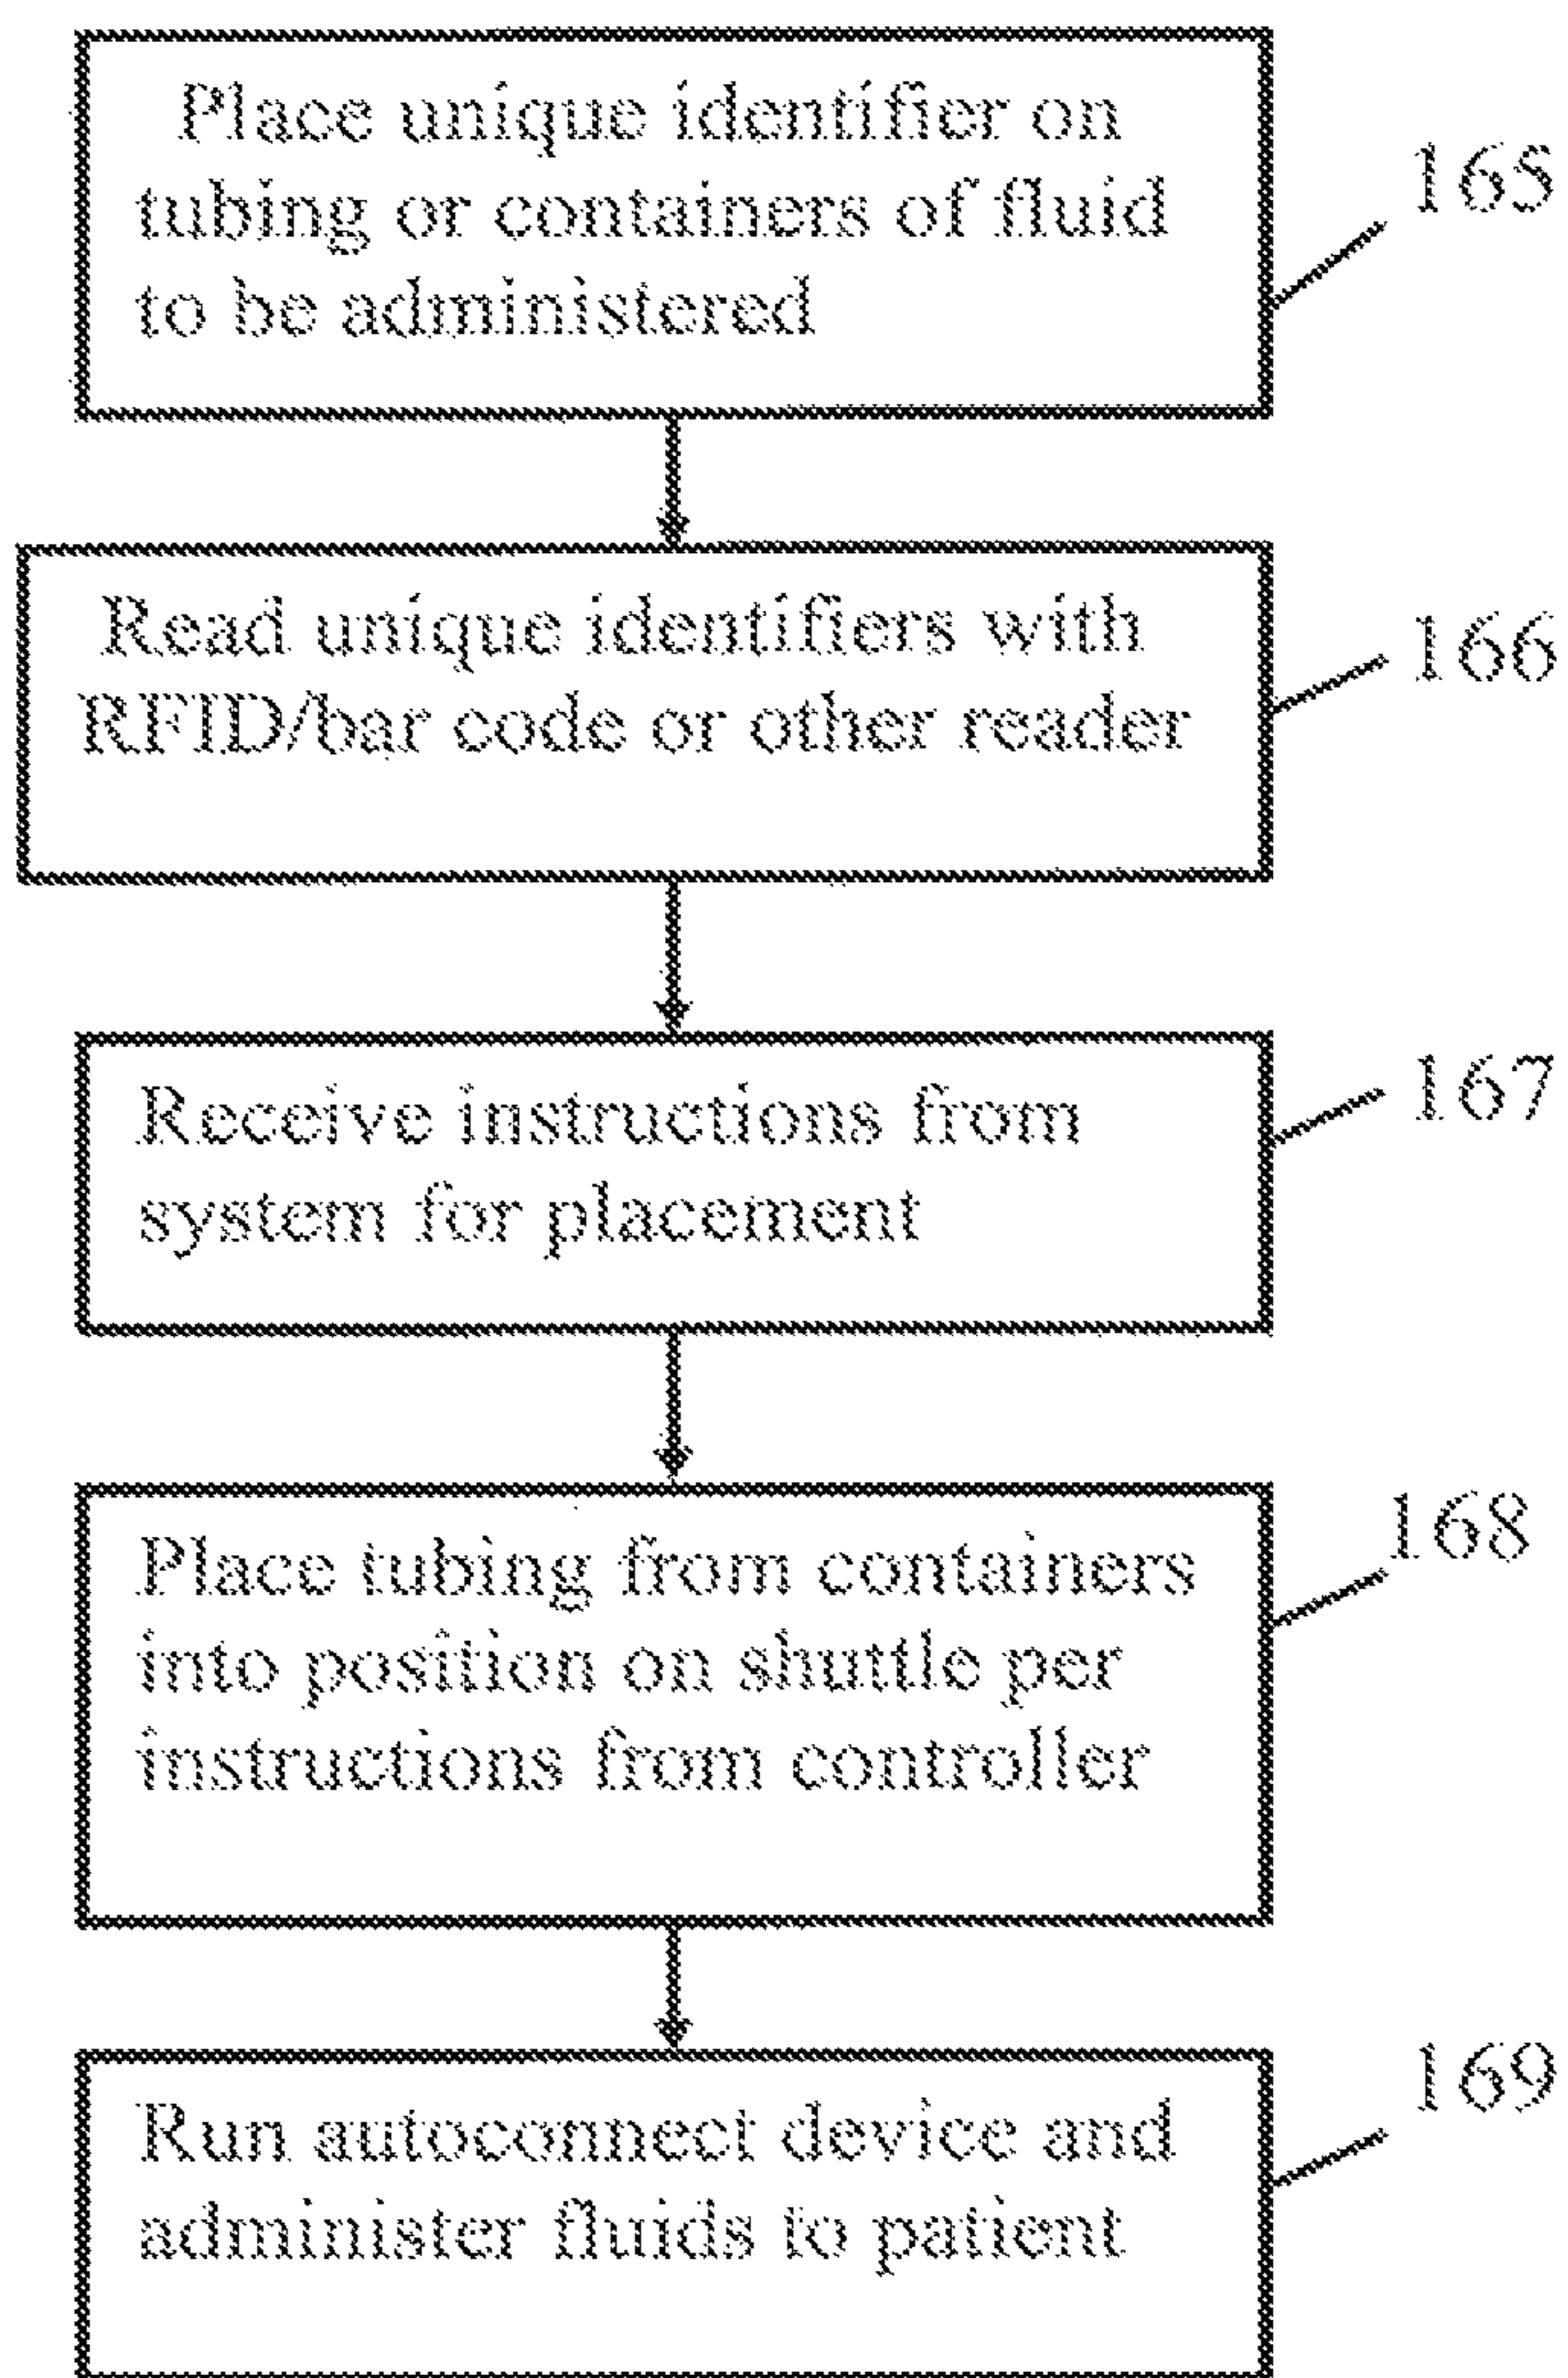 Place unique identifier on
tubing or containers of fluid
to be administered
165
Read unique identifiers with
RFID/bar code or other reader
166
Receive instructions from
system for placement
167
Place tubing from containers
into position on shuttle per
instructions from controller
168
Run autoconnect device and
administer fluids to patient
169